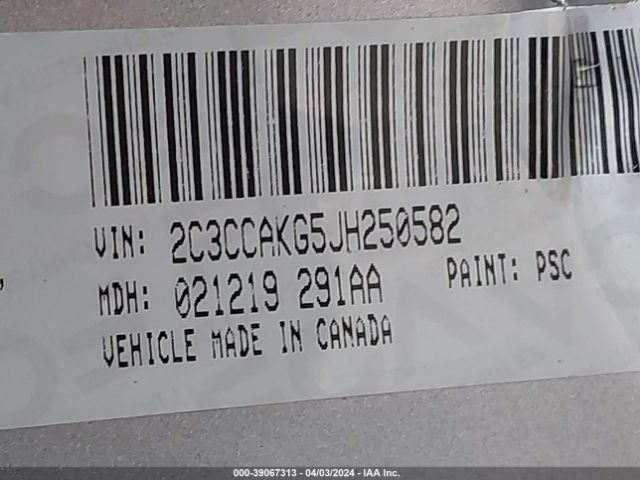 VIN: 2C3CCAKG5JH250582
MDH: 021219 291AA PAINT: PSC
VEHICLE MADE IN CANADA
000-39067313 - 04/03/2024 - IAA Inc.